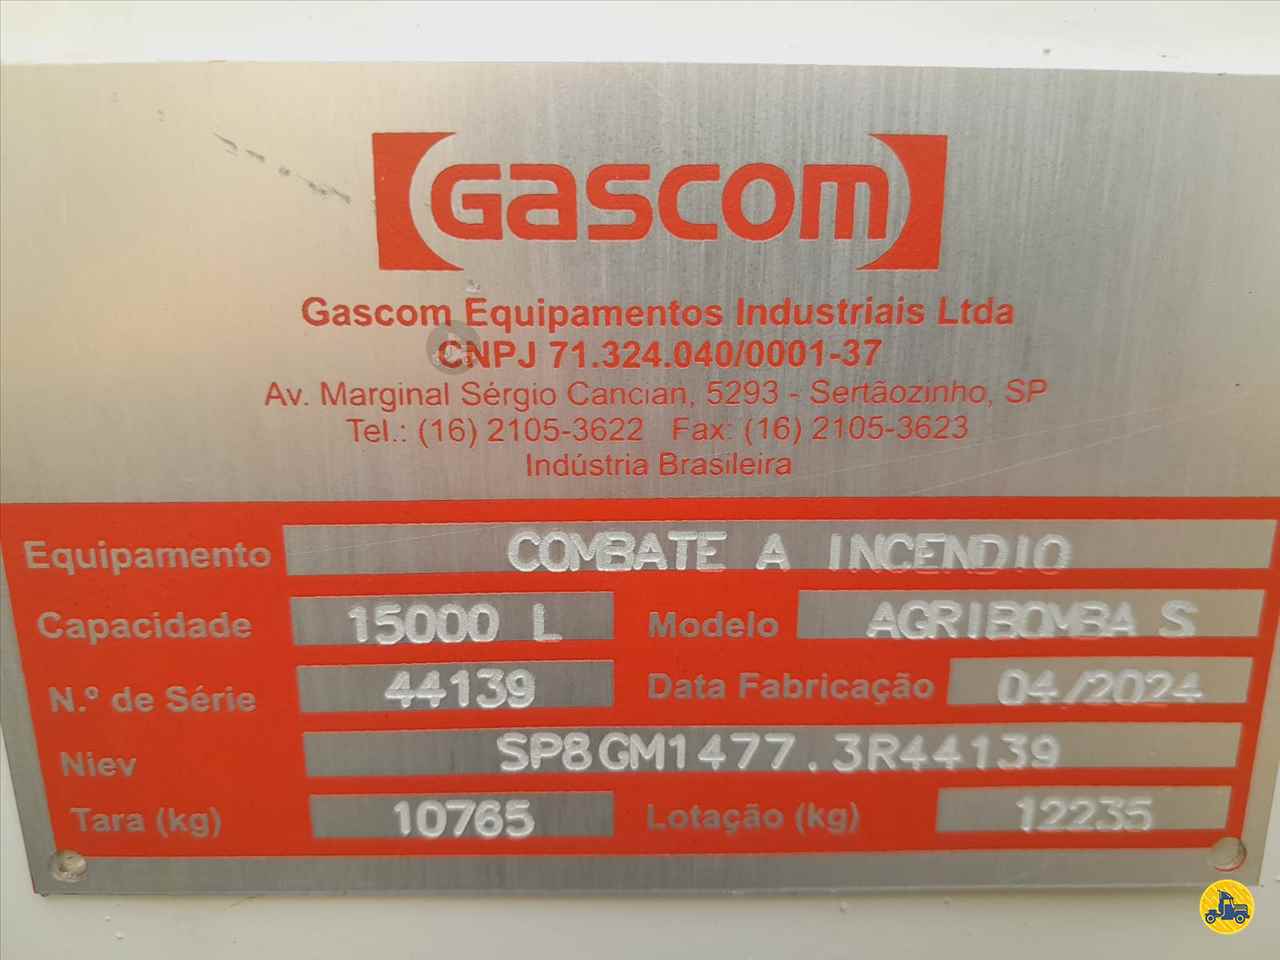 GASCOM
Gascom Equipamentos Industriais Ltda
CNPJ 71.324.040/0001-37
Av. Marginal Sérgio Cancian, 5293 - Sertãozinho, SP
Tel.: (16) 2105-3622 Fax: (16) 2105-3623
Indústria Brasileira
Equipamento COMBATE A INCENDIO
Capacidade 15000 L Modelo AGRIBOMBA S
N.º de Série 44139 Data Fabricação 04/2024
Niev SP8GM1477.3R44139
Tara (kg) 10765 Lotação (kg) 12235